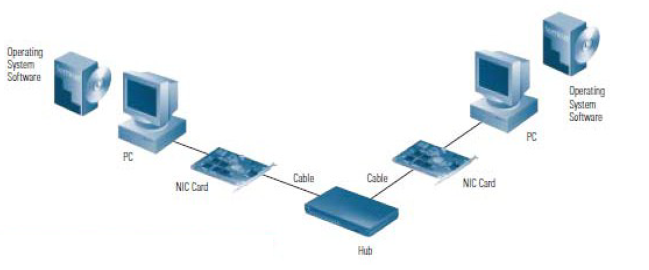 Operating
System
Software
PC
NIC Card
Cable
Hub
Cable
NIC Card
PC
Operating
System
Software